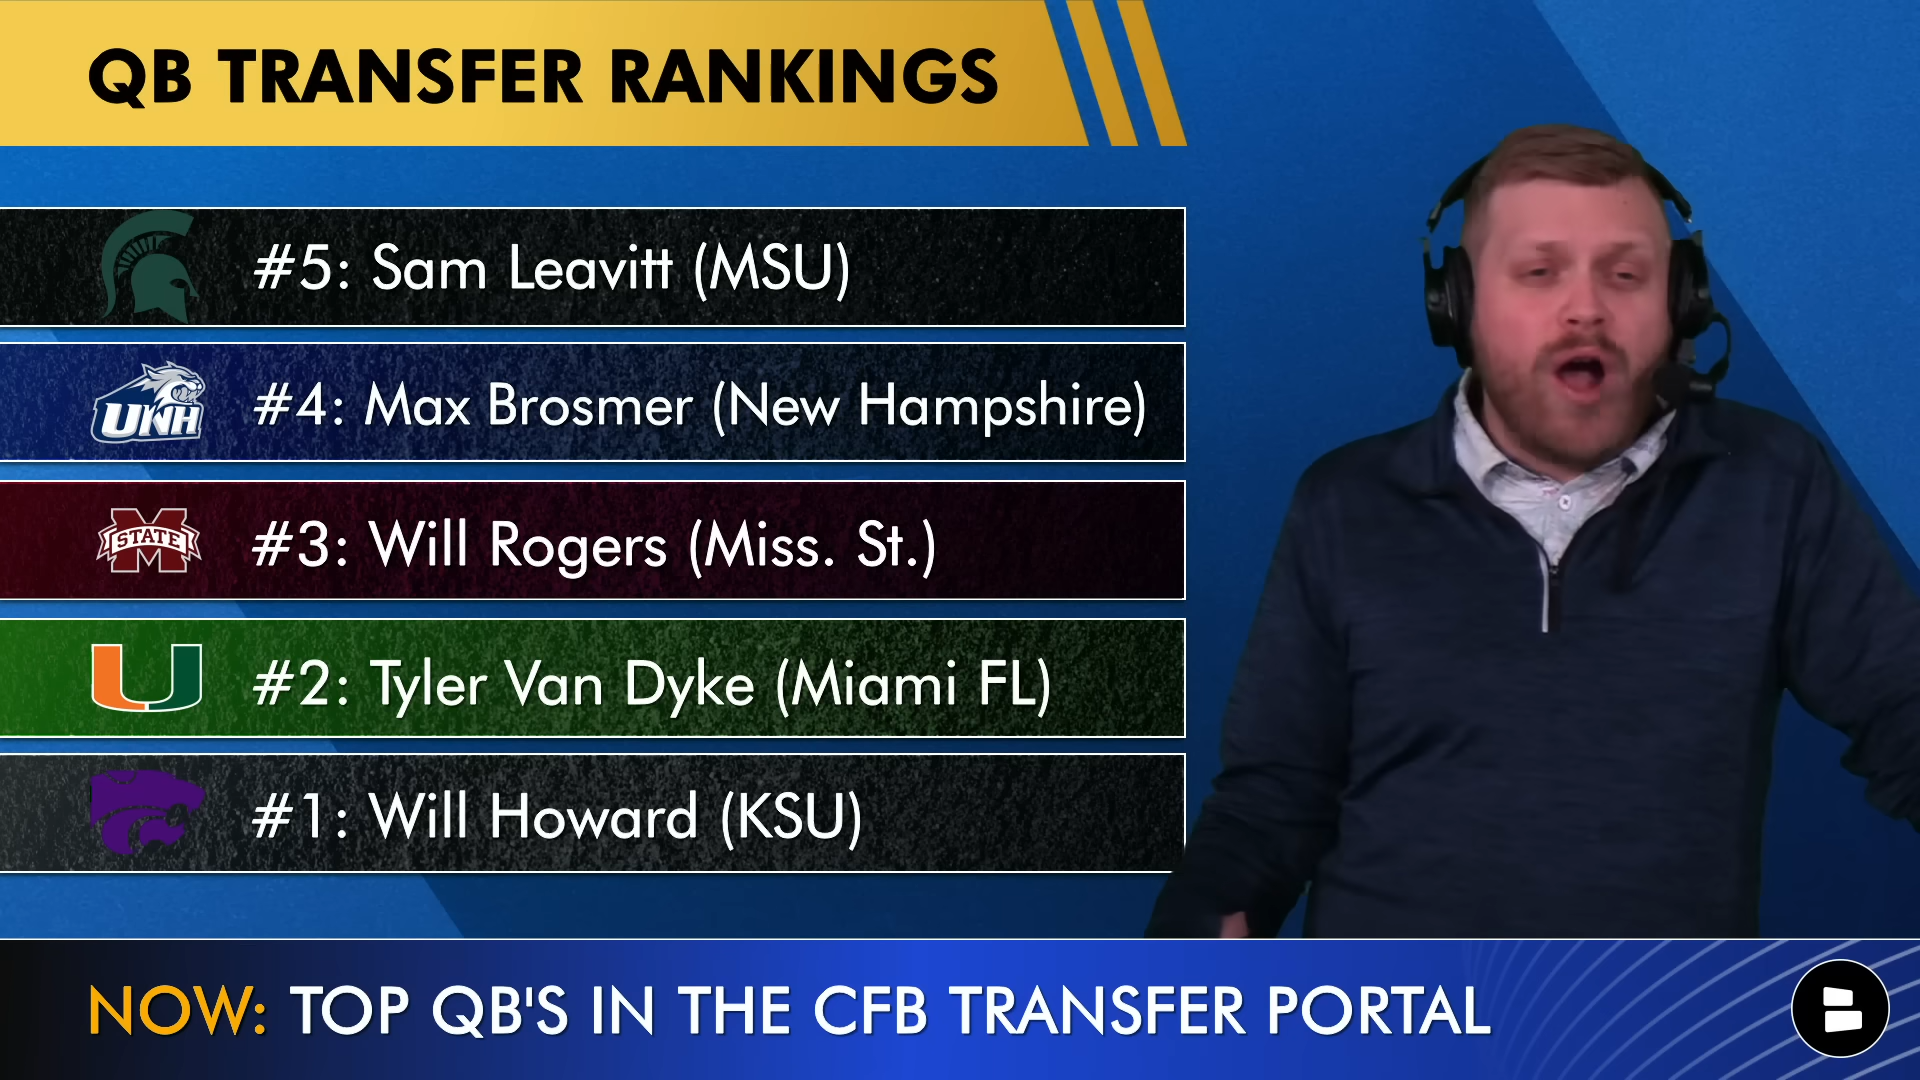 QB TRANSFER RANKINGS
#5: Sam Leavitt (MSU)
UNH
#4: Max Brosmer (New Hampshire)
STATE
#3: Will Rogers (Miss. St.)
#2: Tyler Van Dyke (Miami FL)
#1: Will Howard (KSU)
NOW: TOP QB'S IN THE CFB TRANSFER PORTAL